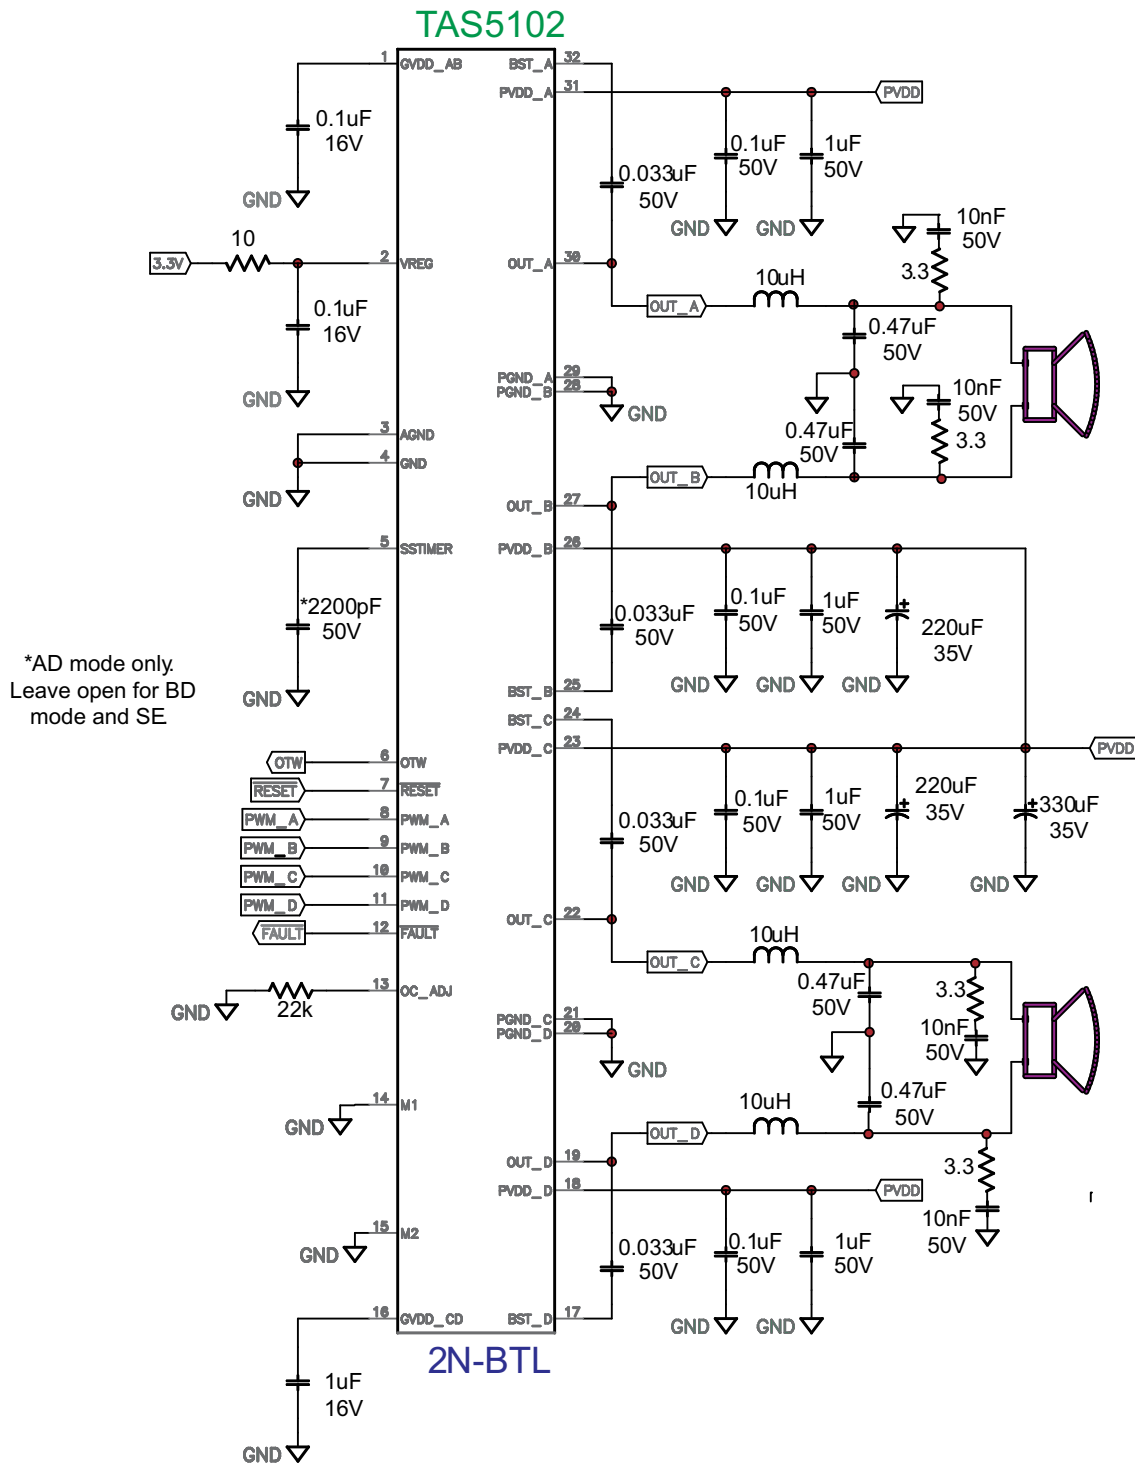 TAS5102
1 GVDD_AB BST_A 32
PVDD_A 31 PVDD
0.1uF
16V
GND
0.1uF
50V
1uF
50V
0.033uF
50V
GND GND
10nF
50V
3.3
10
3.3V 2 VREG OUT_A 30
10uH
OUT_A
0.1uF
16V
GND
0.47uF
50V
PGND_A 29
PGND_B 28
GND
10nF
50V
3.3
0.47uF
50V
3 AGND
4 GND
GND
OUT_B
10uH
OUT_B 27
5 SSTIMER PVDD_B 26
*2200pF
50V
GND
0.033uF
50V
0.1uF
50V
1uF
50V
220uF
35V
GND GND GND
*AD mode only.
Leave open for BD
mode and SE
BST_B 25
BST_C 24
PVDD_C 23 PVDD
OTW 6 OTW
RESET 7 RESET
PWM_A 8 PWM_A
PWM_B 9 PWM_B
PWM_C 10 PWM_C
PWM_D 11 PWM_D
FAULT 12 FAULT
0.033uF
50V
0.1uF
50V
1uF
50V
220uF
35V
330uF
35V
GND GND GND GND
OUT_C 22
10uH
OUT_C
GND 22k 13 OC_ADJ
0.47uF
50V
3.3
10nF
50V
PGND_C 21
PGND_D 20
GND
0.47uF
50V
GND 14 M1
10uH
OUT_D
OUT_D 19
PVDD_D 18 PVDD
3.3
10nF
50V
r
GND 15 M2
0.033uF
50V
0.1uF
50V
1uF
50V
GND GND
16 GVDD_CD BST_D 17
2N-BTL
1uF
16V
GND